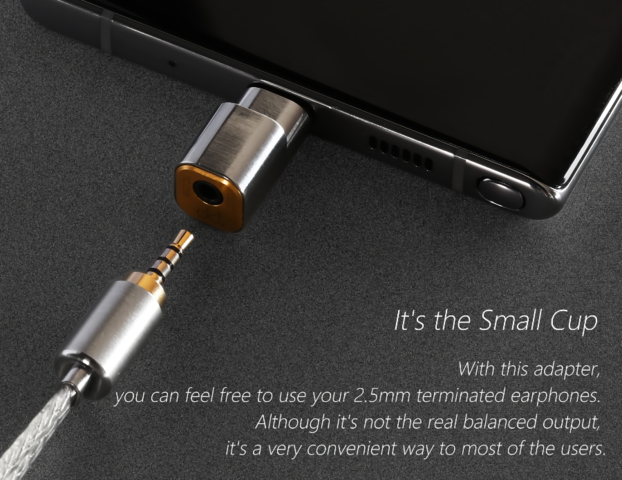 It's the Small Cup
With this adapter,
you can feel free to use your 2.5mm terminated earphones.
Although it's not the real balanced output,
it's a very convenient way to most of the users.